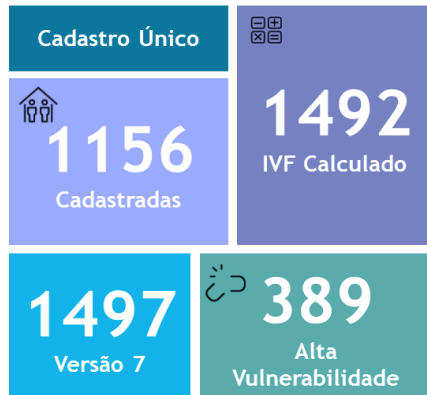 Cadastro Único
1492
IVF Calculado
1156
Cadastradas
1497
Versão 7
389
Alta
Vulnerabilidade